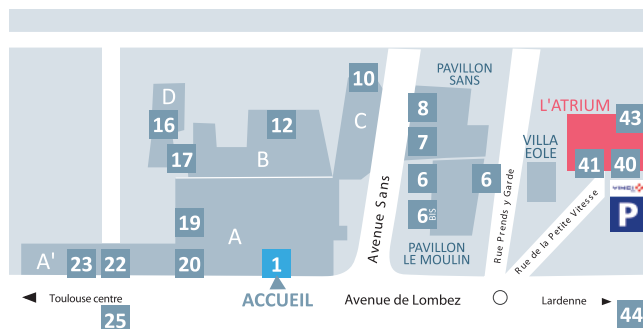 PAVILLON
SANS
10
D
8
L'ATRIUM
43
16
12
C
7
VILLA
EOLE
17
B
41
40
6
6
VINCI
P
19
A
6 BIS
Avenue Sans
Rue Prends y Garde
Rue de la Petite Vitesse
PAVILLON
LE MOULIN
A'
23
22
20
1
Toulouse centre
ACCUEIL
Avenue de Lombez
Lardenne
25
44